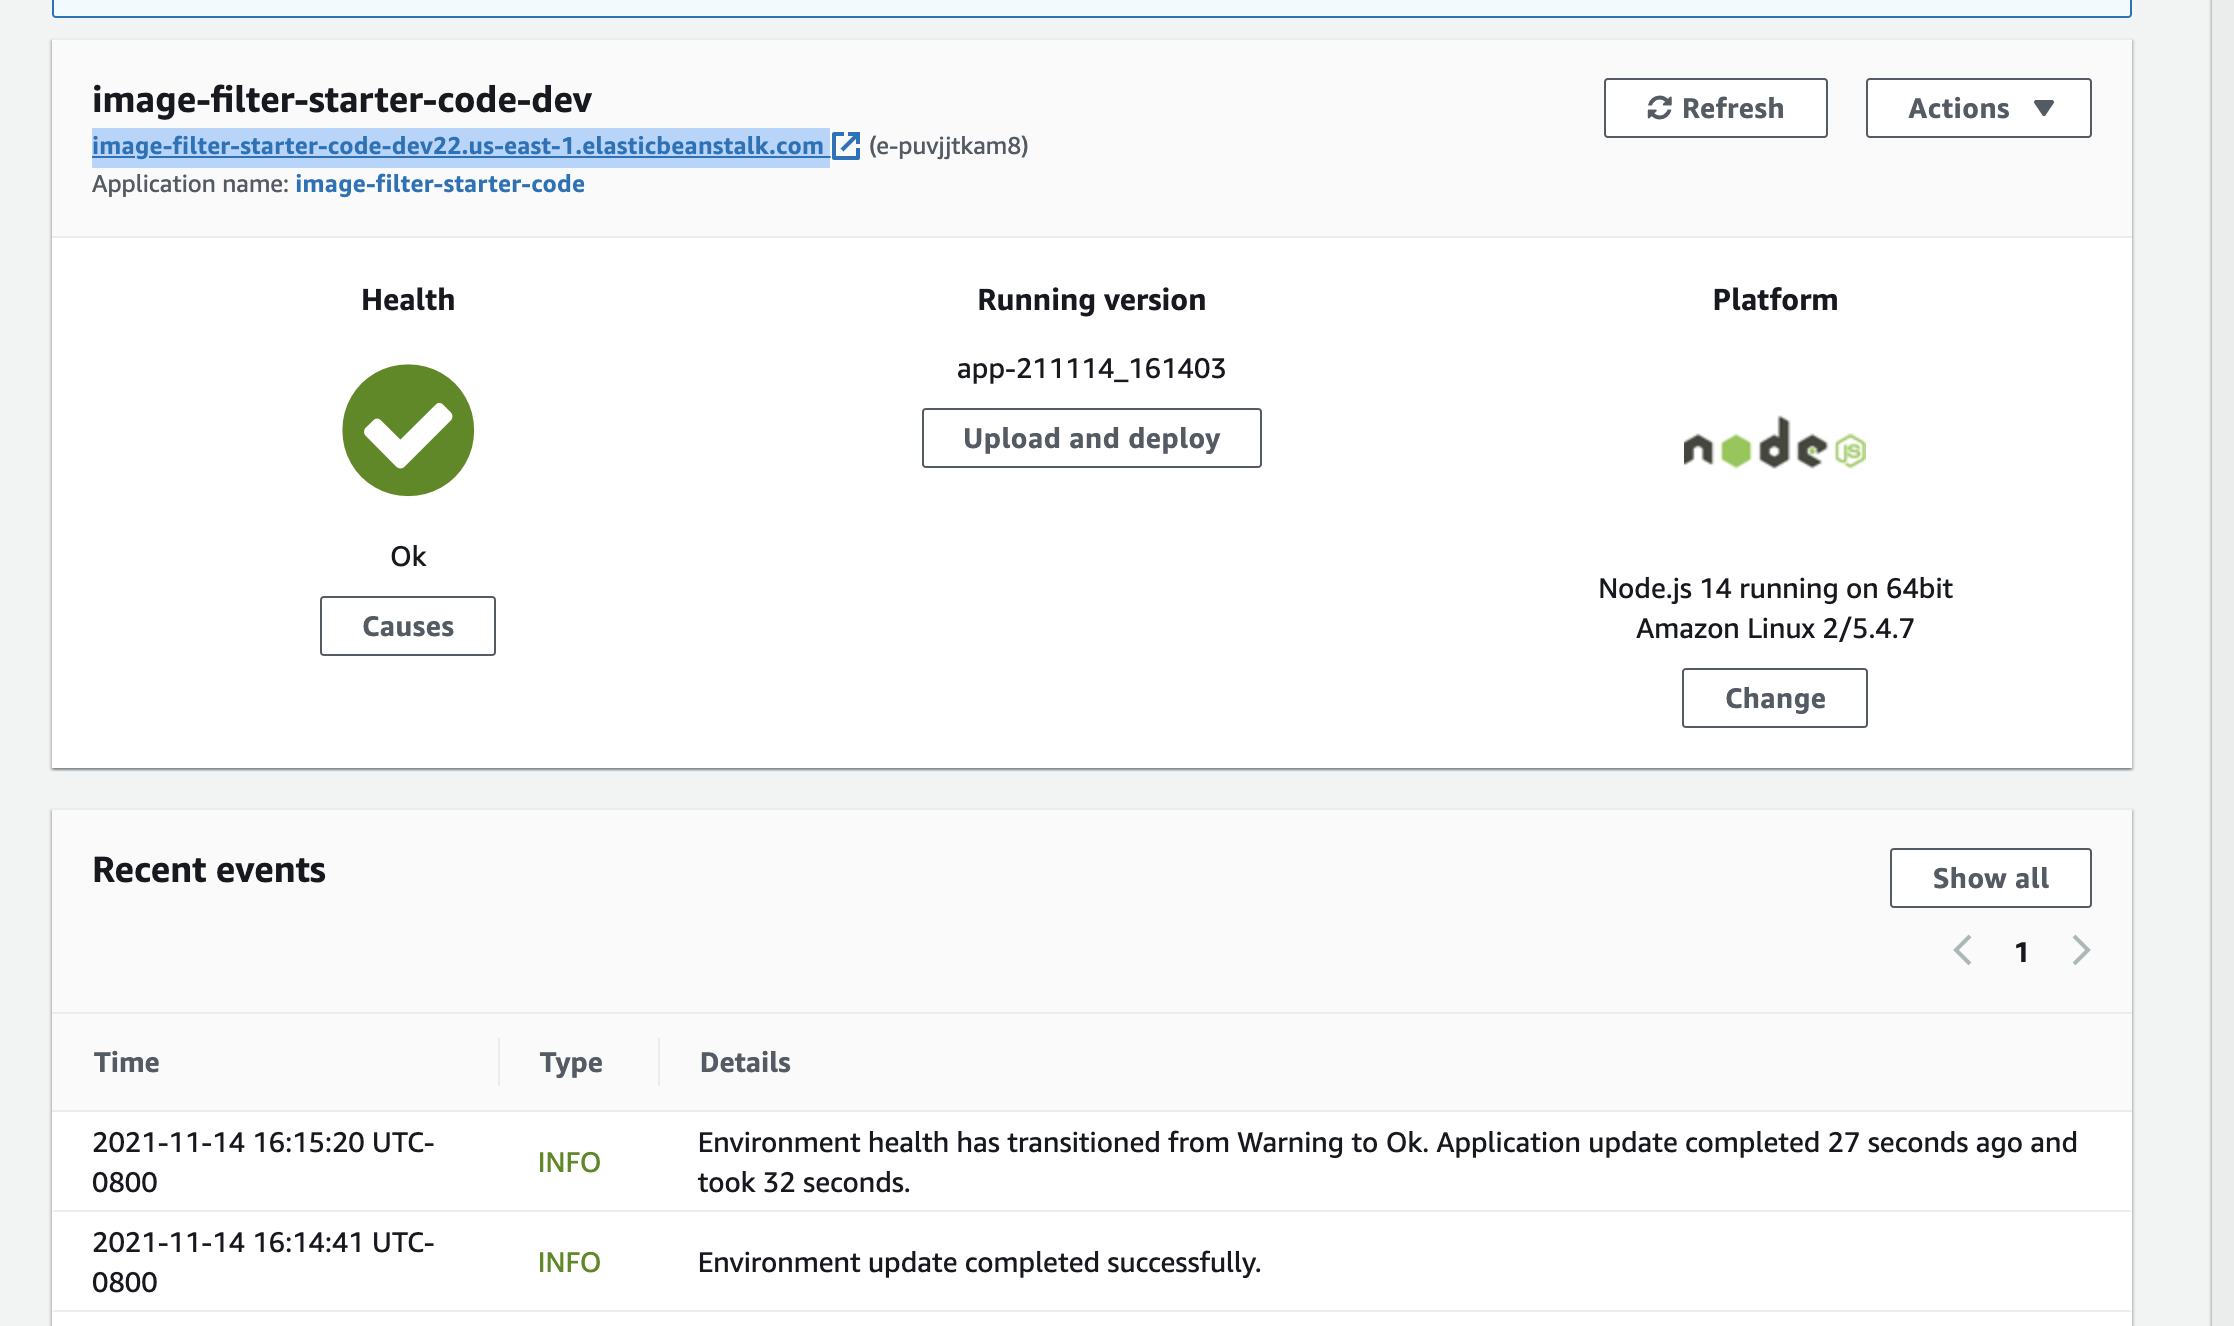 image-filter-starter-code-dev
image-filter-starter-code-dev22.us-east-1.elasticbeanstalk.com (e-puvjjtkam8)
Application name: image-filter-starter-code
Refresh
Actions
Health
Ok
Causes
Running version
app-211114_161403
Upload and deploy
Platform
node JS
Node.js 14 running on 64bit
Amazon Linux 2/5.4.7
Change
Recent events
Show all
1
Time Type Details
2021-11-14 16:15:20 UTC-
0800
INFO
Environment health has transitioned from Warning to Ok. Application update completed 27 seconds ago and
took 32 seconds.
2021-11-14 16:14:41 UTC-
0800
INFO
Environment update completed successfully.